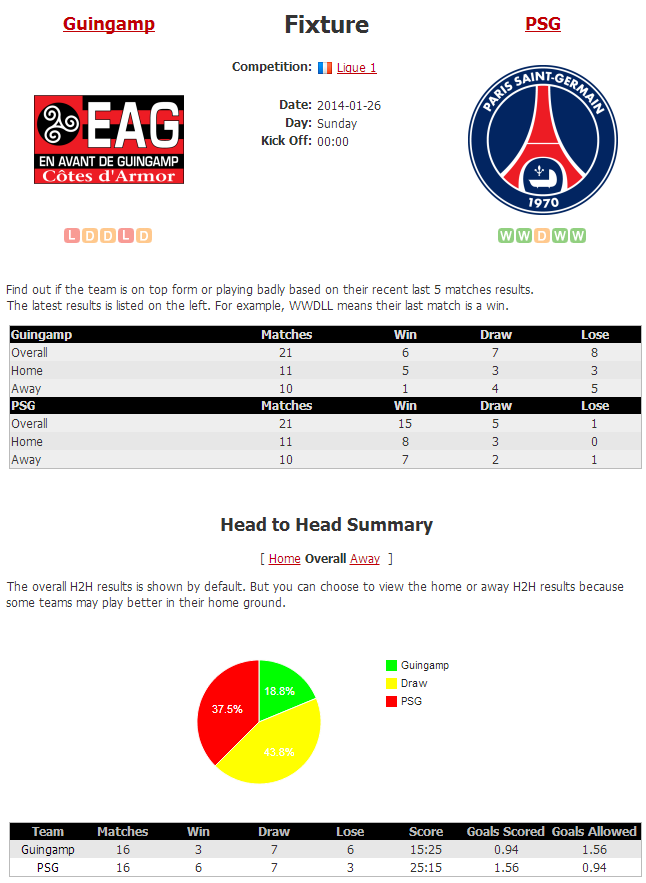 Guingamp
Fixture
PSG
Competition: Ligue 1
Date: 2014-01-26
Day: Sunday
Kick Off: 00:00
EAG
EN AVANT DE GUINGAMP
Côtes d'Armor
PARIS SAINT-GERMAIN
1970
L D D L D
W W D W W
Find out if the team is on top form or playing badly based on their recent last 5 matches results.
The latest results is listed on the left. For example, WWDLL means their last match is a win.
Guingamp Matches Win Draw Lose
Overall 21 6 7 8
Home 11 5 3 3
Away 10 1 4 5
PSG Matches Win Draw Lose
Overall 21 15 5 1
Home 11 8 3 0
Away 10 7 2 1
Head to Head Summary
[ Home Overall Away ]
The overall H2H results is shown by default. But you can choose to view the home or away H2H results because
some teams may play better in their home ground.
18.8%
37.5%
43.8%
Guingamp
Draw
PSG
Team Matches Win Draw Lose Score Goals Scored Goals Allowed
Guingamp 16 3 7 6 15:25 0.94 1.56
PSG 16 6 7 3 25:15 1.56 0.94